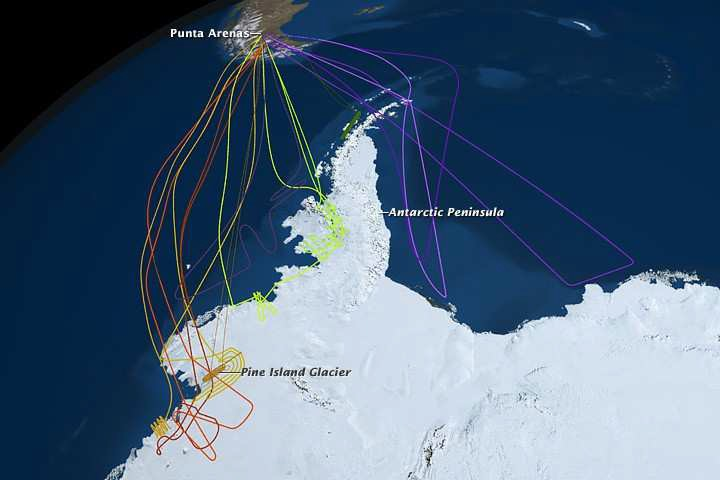 Punta Arenas
Antarctic Peninsula
Pine Island Glacier